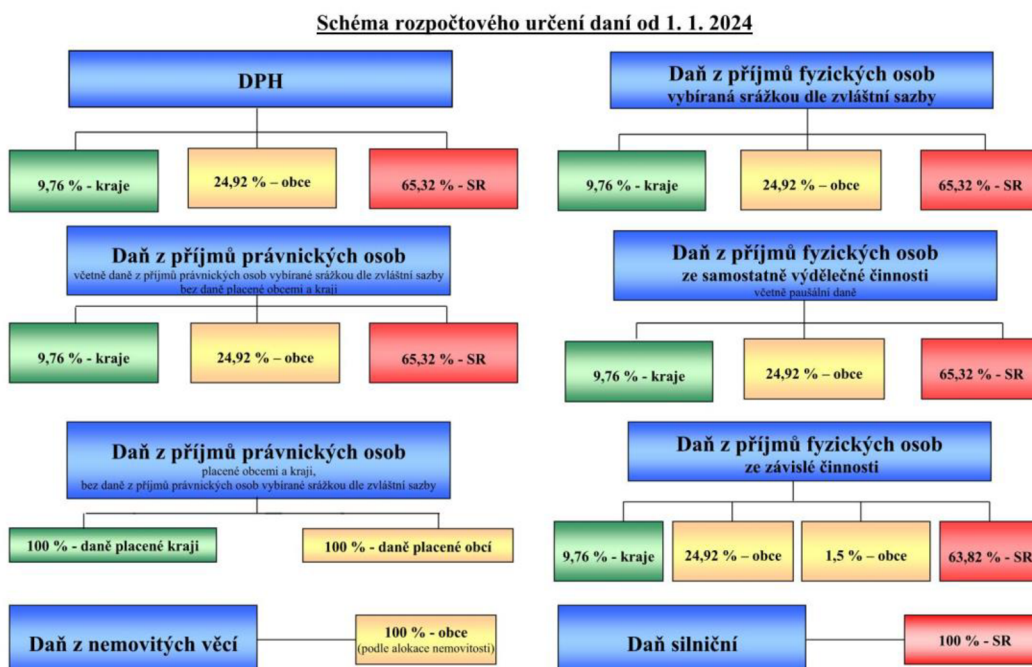 Schéma rozpočtového určení daní od 1. 1. 2024
DPH
9,76 % - kraje
24,92 % – obce
65,32 % - SR
Daň z příjmů fyzických osob
vybíraná srážkou dle zvláštní sazby
9,76 % - kraje
24,92 % – obce
65,32 % - SR
Daň z příjmů právnických osob
včetně daně z příjmů právnických osob vybírané srážkou dle zvláštní sazby
bez daně placené obcemi a kraji
9,76 % - kraje
24,92 % – obce
65,32 % - SR
Daň z příjmů fyzických osob
ze samostatně výdělečné činnosti
včetně paušální daně
9,76 % - kraje
24,92 % – obce
65,32 % - SR
Daň z příjmů právnických osob
placené obcemi a kraji,
bez daně z příjmů právnických osob vybírané srážkou dle zvláštní sazby
100 % - daně placené kraji
100 % - daně placené obcí
Daň z příjmů fyzických osob
ze závislé činnosti
9,76 % - kraje
24,92 % – obce
1,5 % – obce
63,82 % - SR
Daň z nemovitých věcí
100 % - obce
(podle alokace nemovitosti)
Daň silniční
100 % - SR